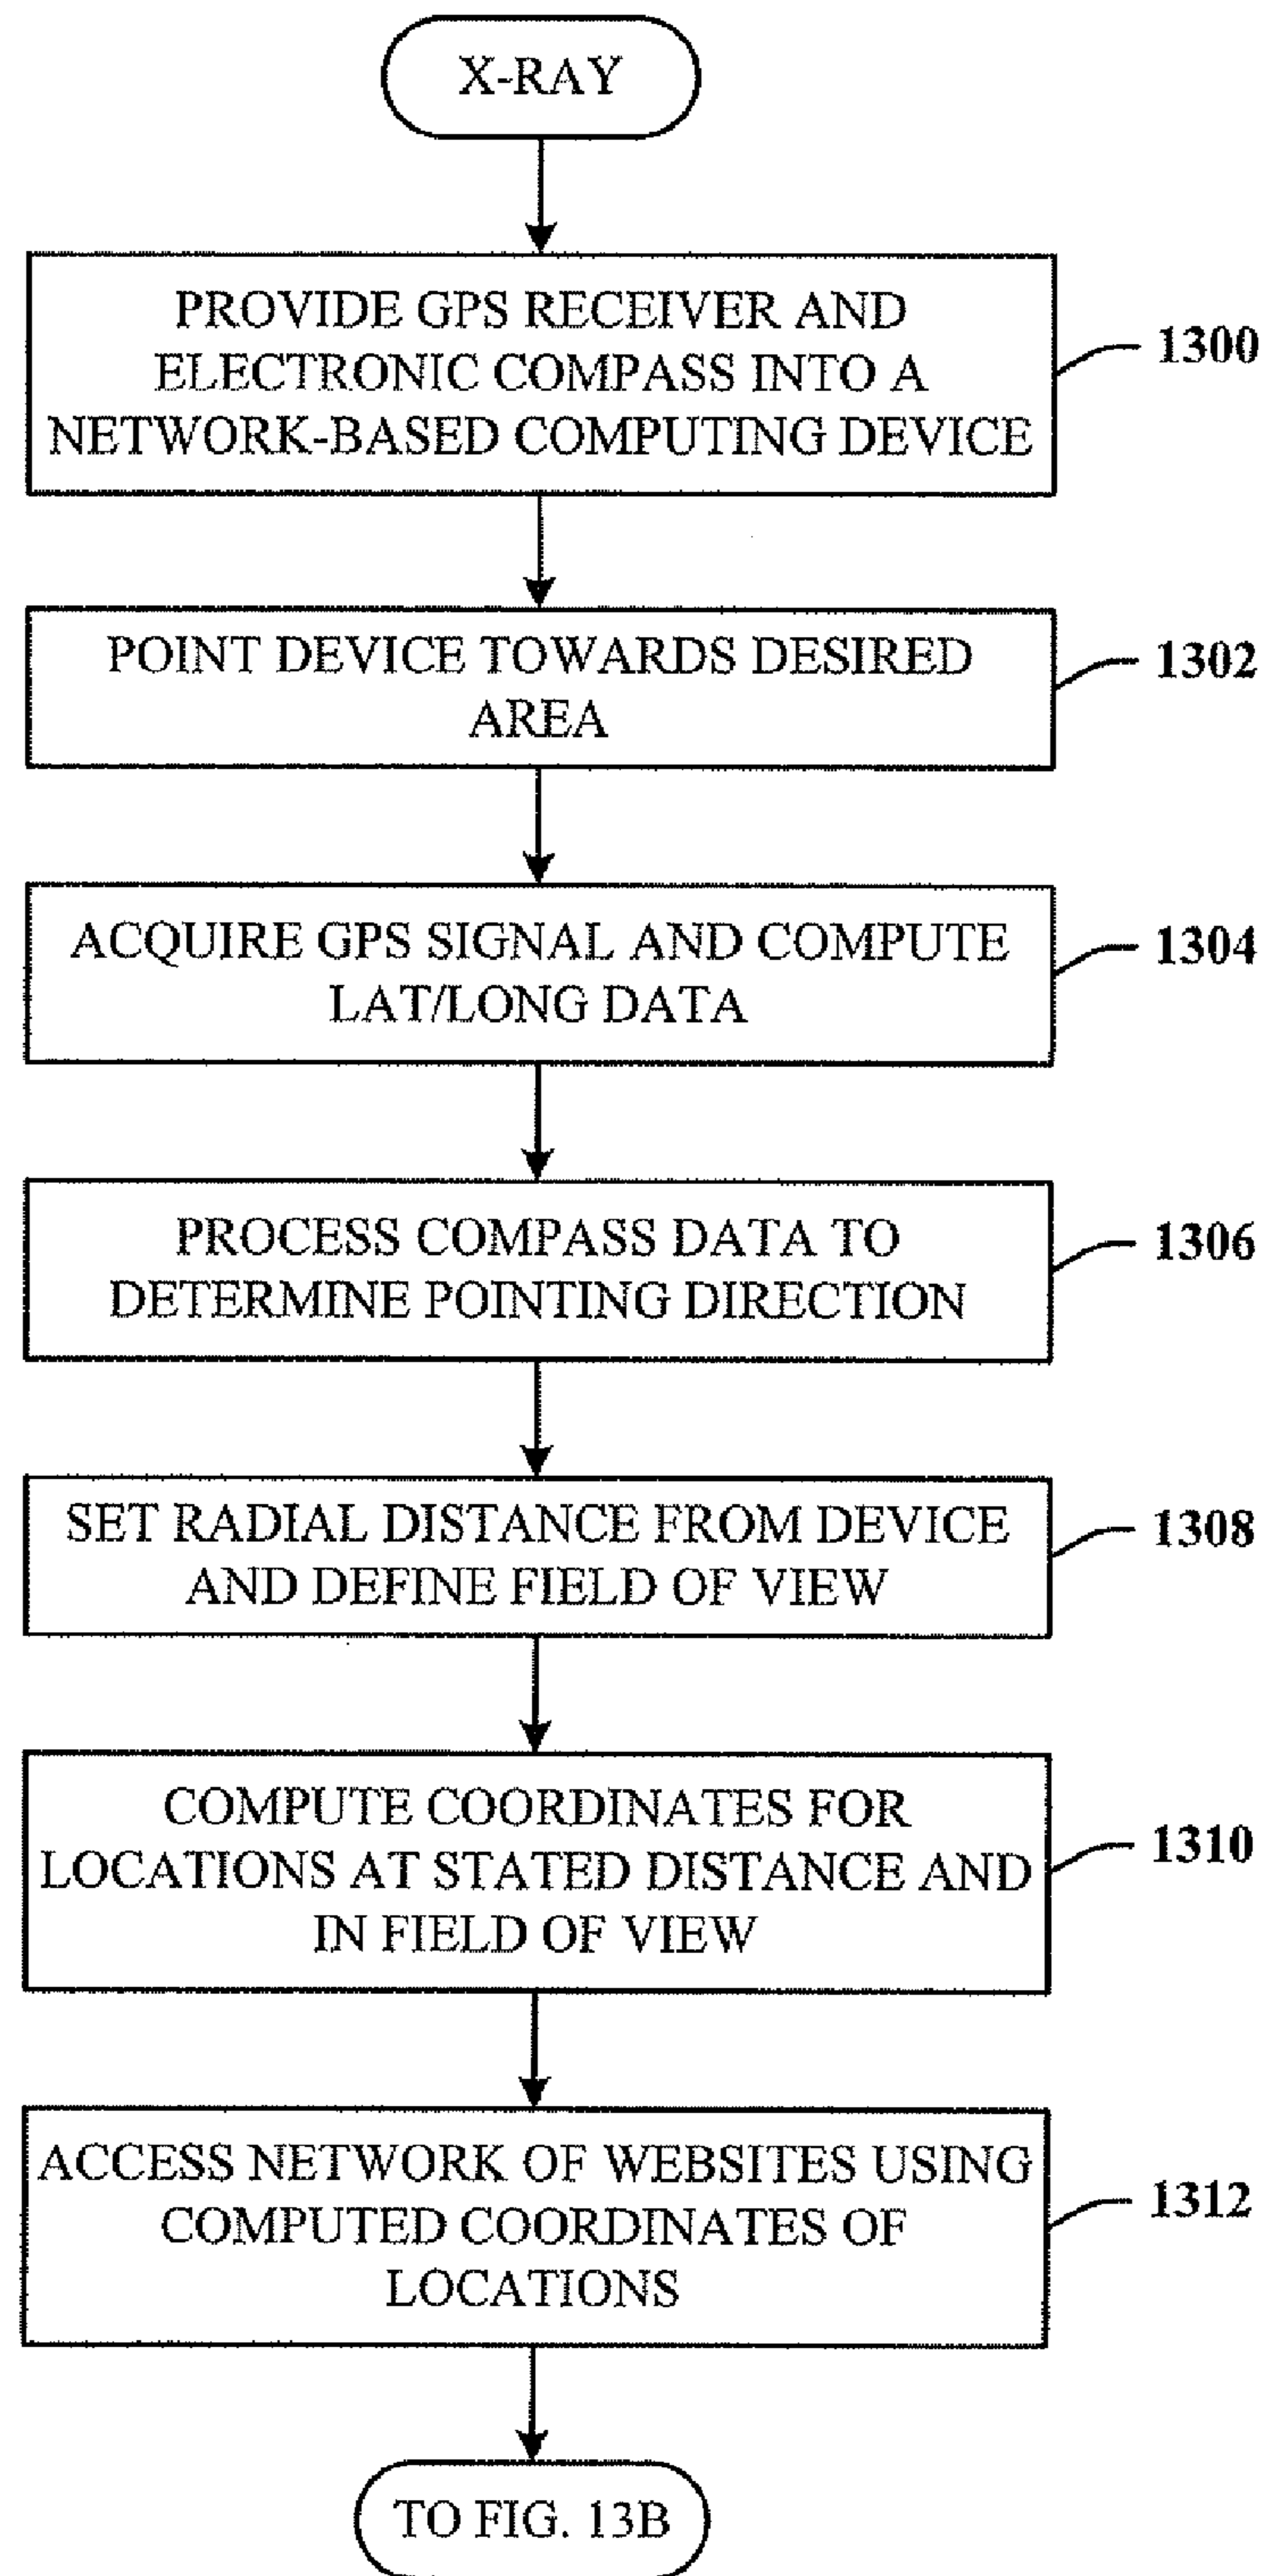 X-RAY
PROVIDE GPS RECEIVER AND
ELECTRONIC COMPASS INTO A
NETWORK-BASED COMPUTING DEVICE
1300
POINT DEVICE TOWARDS DESIRED
AREA
1302
ACQUIRE GPS SIGNAL AND COMPUTE
LAT/LONG DATA
1304
PROCESS COMPASS DATA TO
DETERMINE POINTING DIRECTION
1306
SET RADIAL DISTANCE FROM DEVICE
AND DEFINE FIELD OF VIEW
1308
COMPUTE COORDINATES FOR
LOCATIONS AT STATED DISTANCE AND
IN FIELD OF VIEW
1310
ACCESS NETWORK OF WEBSITES USING
COMPUTED COORDINATES OF
LOCATIONS
1312
TO FIG. 13B